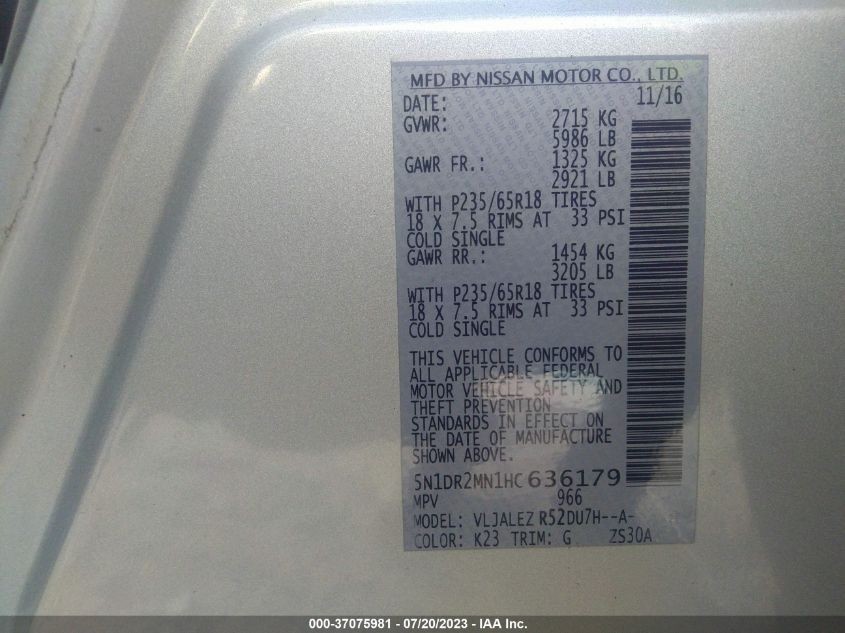 MFD BY NISSAN MOTOR CO., LTD.
DATE: 11/16
GVWR: 2715 KG
5986 LB
GAWR FR.: 1325 KG
2921 LB
WITH P235/65R18 TIRES
18 X 7.5 RIMS AT 33 PSI
COLD SINGLE
GAWR RR.: 1454 KG
3205 LB
WITH P235/65R18 TIRES
18 X 7.5 RIMS AT 33 PSI
COLD SINGLE
THIS VEHICLE CONFORMS TO
ALL APPLICABLE FEDERAL
MOTOR VEHICLE SAFETY AND
THEFT PREVENTION
STANDARDS IN EFFECT ON
THE DATE OF MANUFACTURE
SHOWN ABOVE.
5N1DR2MN1HC636179
MPV 966
MODEL: VLJALEZ R52DU7H--A-
COLOR: K23 TRIM: G ZS30A
000-37075981 / 07/20/2023 - IAA Inc.